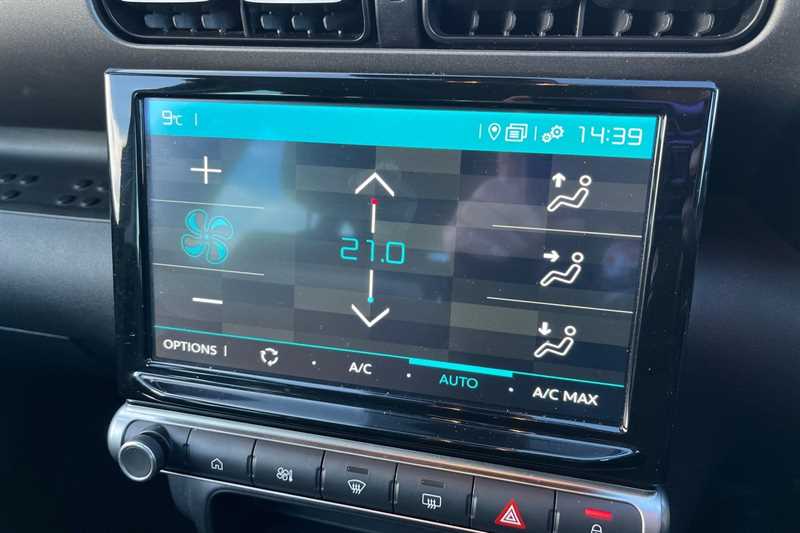 9°C
14:39
21.0
OPTIONS
A/C
AUTO
A/C MAX